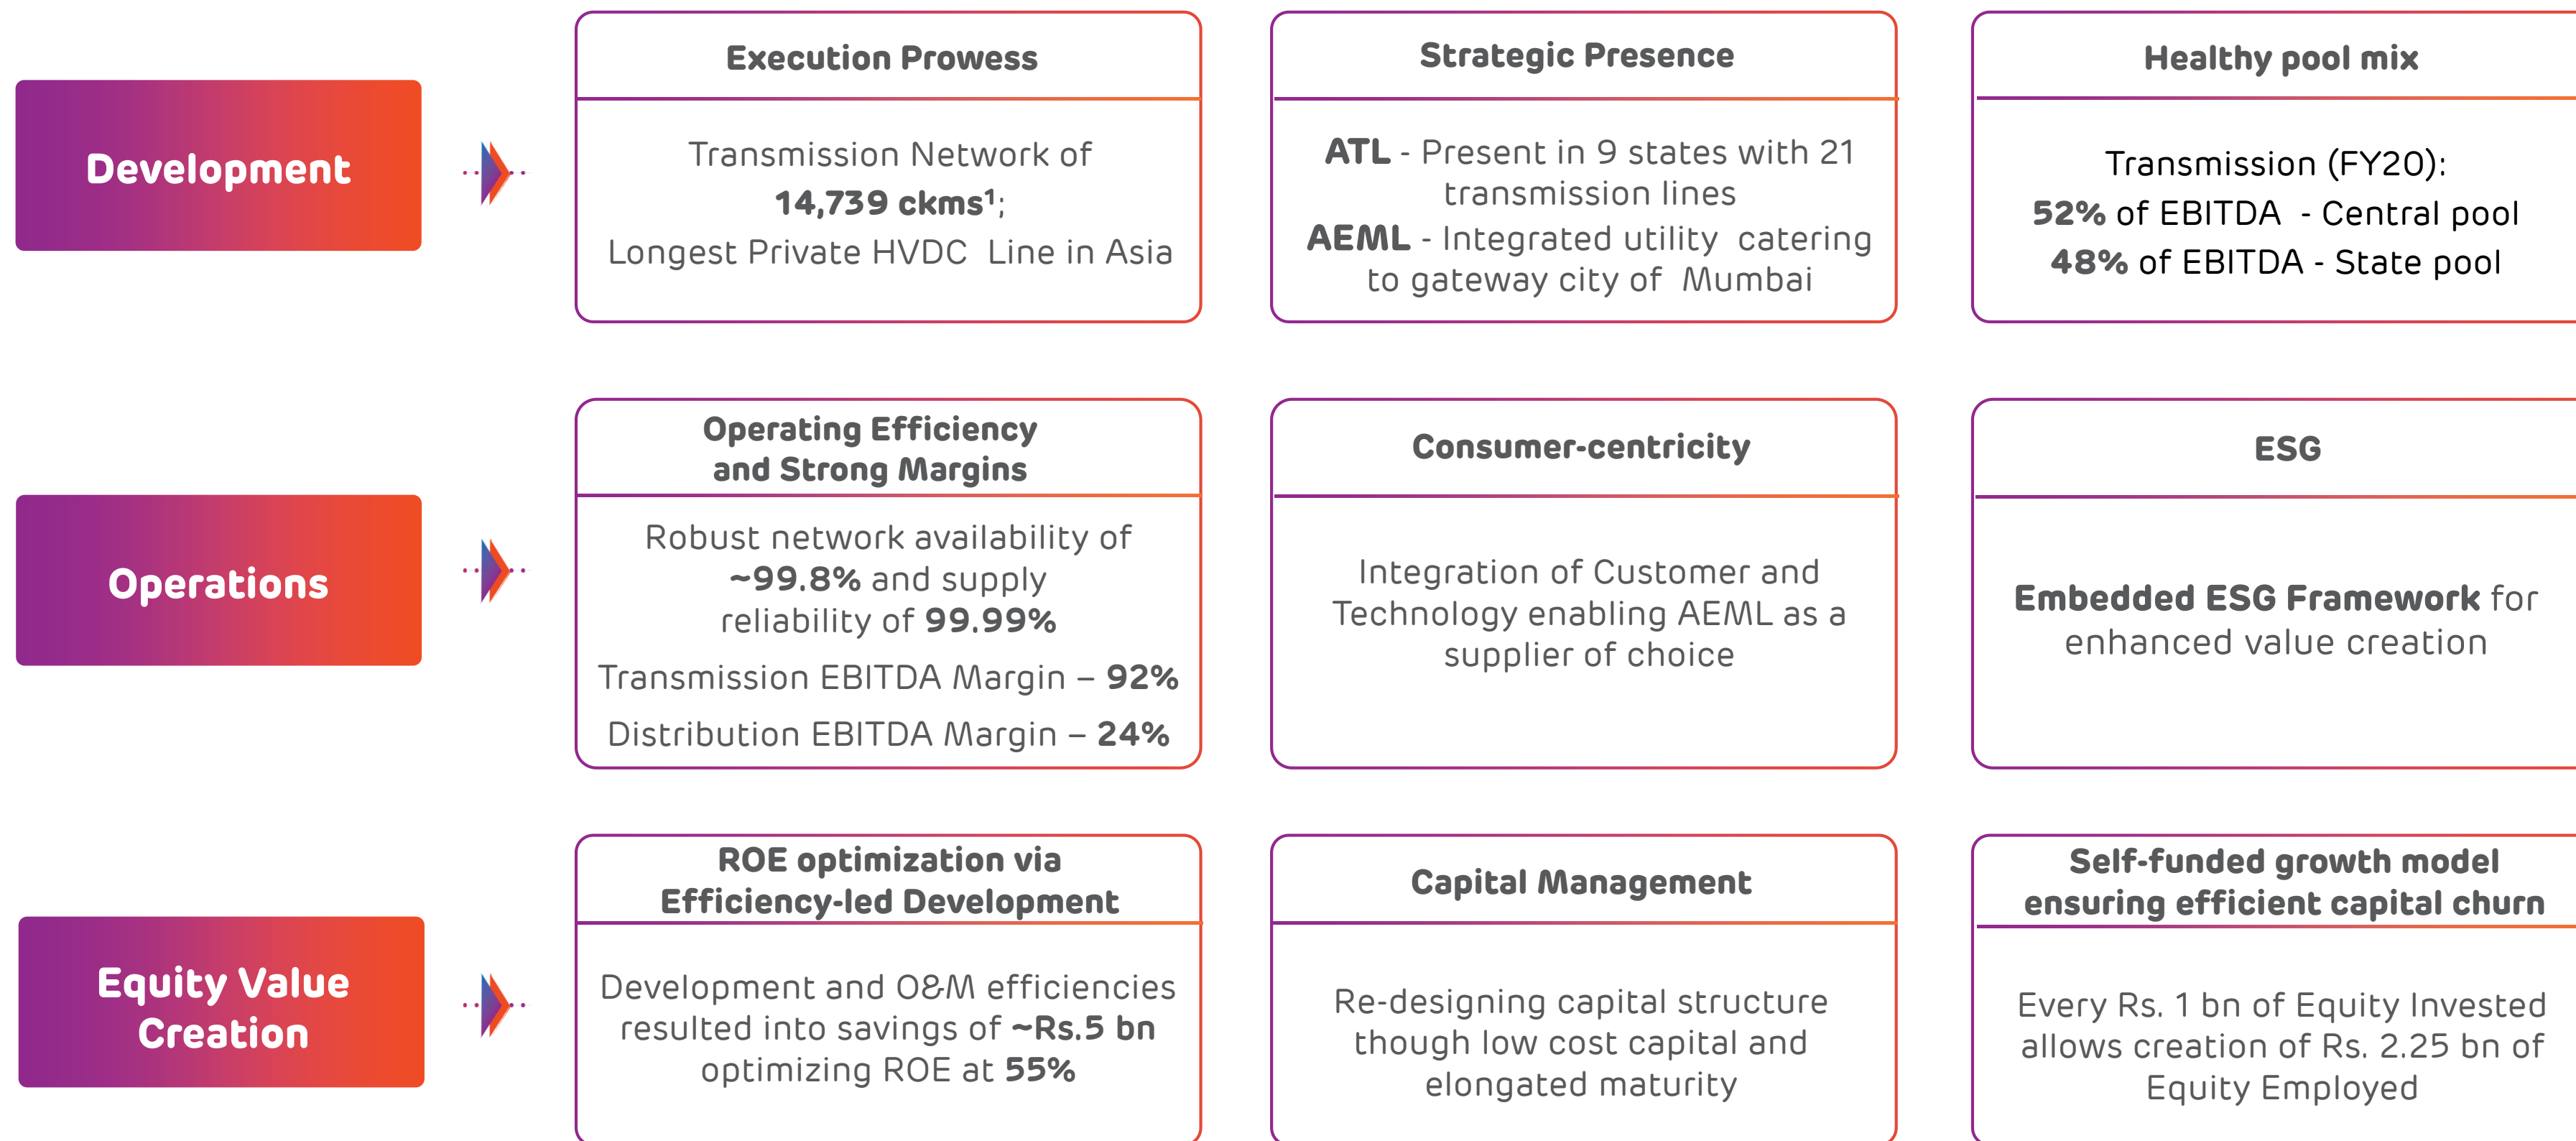 Development
Execution Prowess
Transmission Network of
14,739 ckms¹;
Longest Private HVDC Line in Asia
Strategic Presence
ATL - Present in 9 states with 21
transmission lines
AEML - Integrated utility catering
to gateway city of Mumbai
Healthy pool mix
Transmission (FY20):
52% of EBITDA - Central pool
48% of EBITDA - State pool
Operations
Operating Efficiency
and Strong Margins
Robust network availability of
~99.8% and supply
reliability of 99.99%
Transmission EBITDA Margin – 92%
Distribution EBITDA Margin – 24%
Consumer-centricity
Integration of Customer and
Technology enabling AEML as a
supplier of choice
ESG
Embedded ESG Framework for
enhanced value creation
Equity Value
Creation
ROE optimization via
Efficiency-led Development
Development and O&M efficiencies
resulted into savings of ~Rs.5 bn
optimizing ROE at 55%
Capital Management
Re-designing capital structure
though low cost capital and
elongated maturity
Self-funded growth model
ensuring efficient capital churn
Every Rs. 1 bn of Equity Invested
allows creation of Rs. 2.25 bn of
Equity Employed